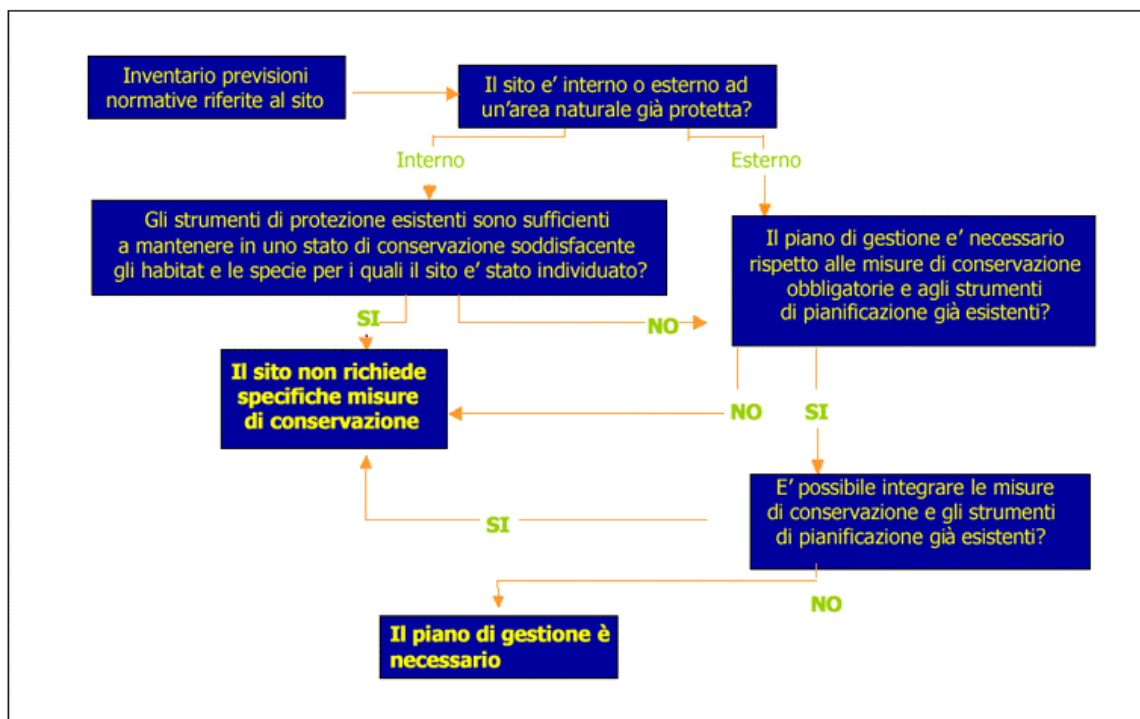 Inventario previsioni
normative riferite al sito
Il sito e' interno o esterno ad
un'area naturale già protetta?
Interno
Esterno
Gli strumenti di protezione esistenti sono sufficienti
a mantenere in uno stato di conservazione soddisfacente
gli habitat e le specie per i quali il sito e' stato individuato?
Il piano di gestione e' necessario
rispetto alle misure di conservazione
obbligatorie e agli strumenti
di pianificazione già esistenti?
SI
NO
Il sito non richiede
specifiche misure
di conservazione
NO
SI
E' possibile integrare le misure
di conservazione e gli strumenti
di pianificazione già esistenti?
SI
NO
Il piano di gestione è
necessario